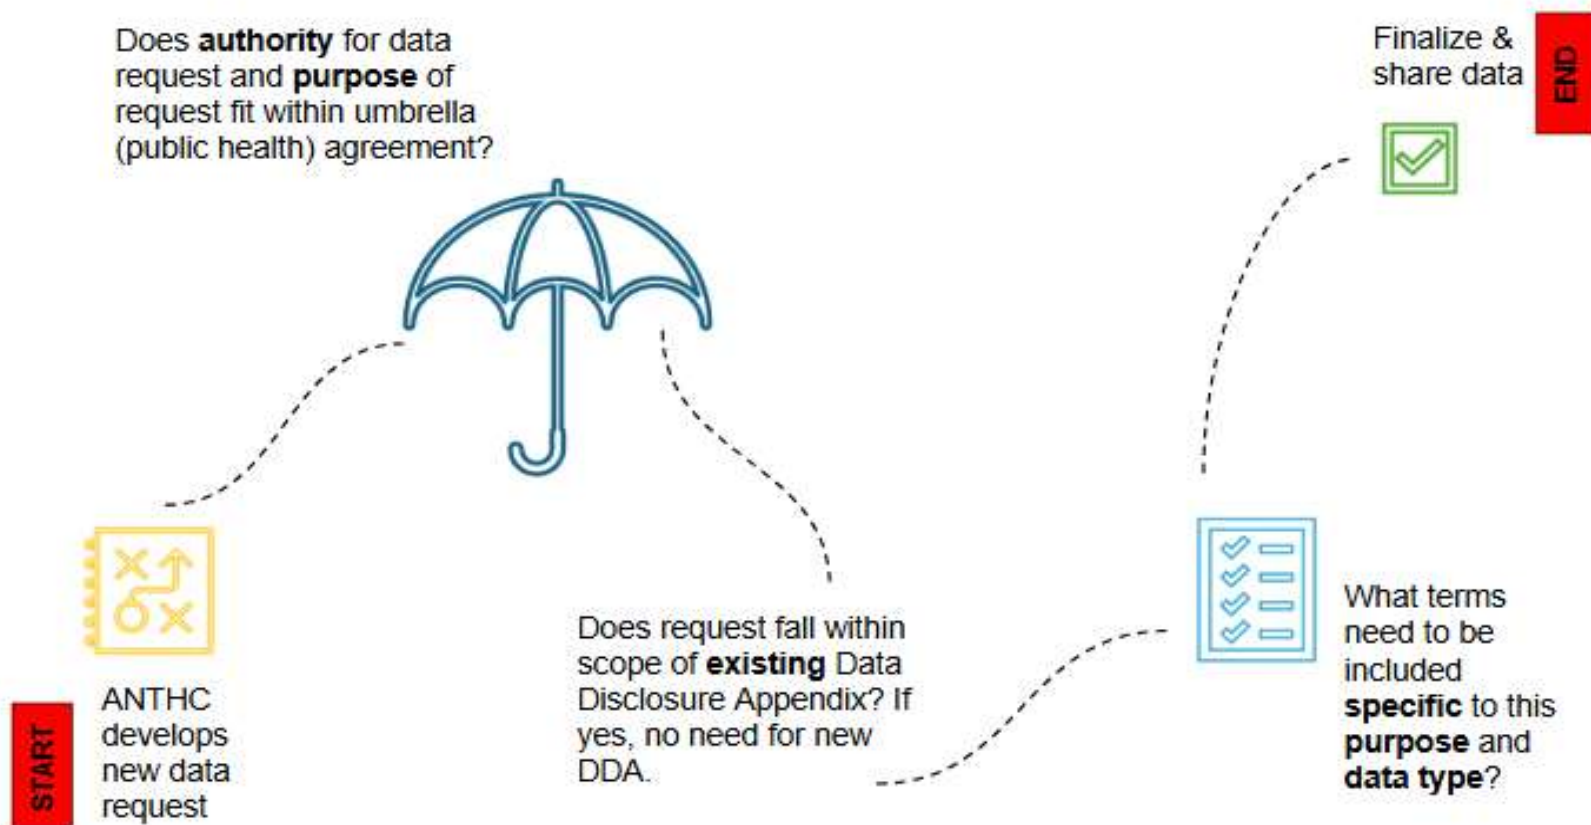 Does authority for data
request and purpose of
request fit within umbrella
(public health) agreement?
Finalize &
share data
END
START
ANTHC
develops
new data
request
Does request fall within
scope of existing Data
Disclosure Appendix? If
yes, no need for new
DDA.
What terms
need to be
included
specific to this
purpose and
data type?